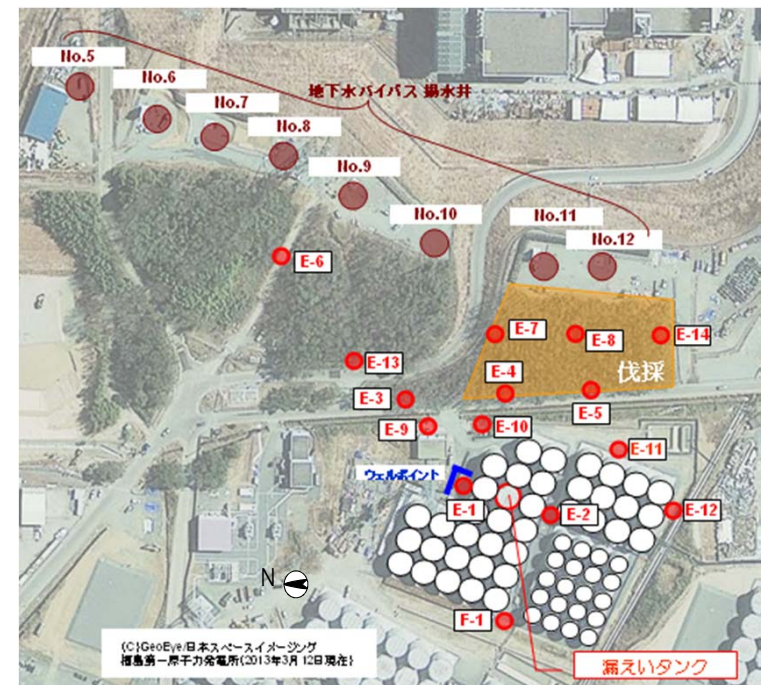 No.5
No.6
No.7
No.8
No.9
No.10
No.11
No.12
地下水バイパス 揚水井
E-6
E-7
E-8
E-14
伐採
E-13
E-4
E-5
E-3
E-9
E-10
E-11
ウェルポイント
E-1
E-2
E-12
N
F-1
(C)GeoEye/日本スペースイメージング
福島第一原子力発電所(2013年3月12日現在)
漏えいタンク